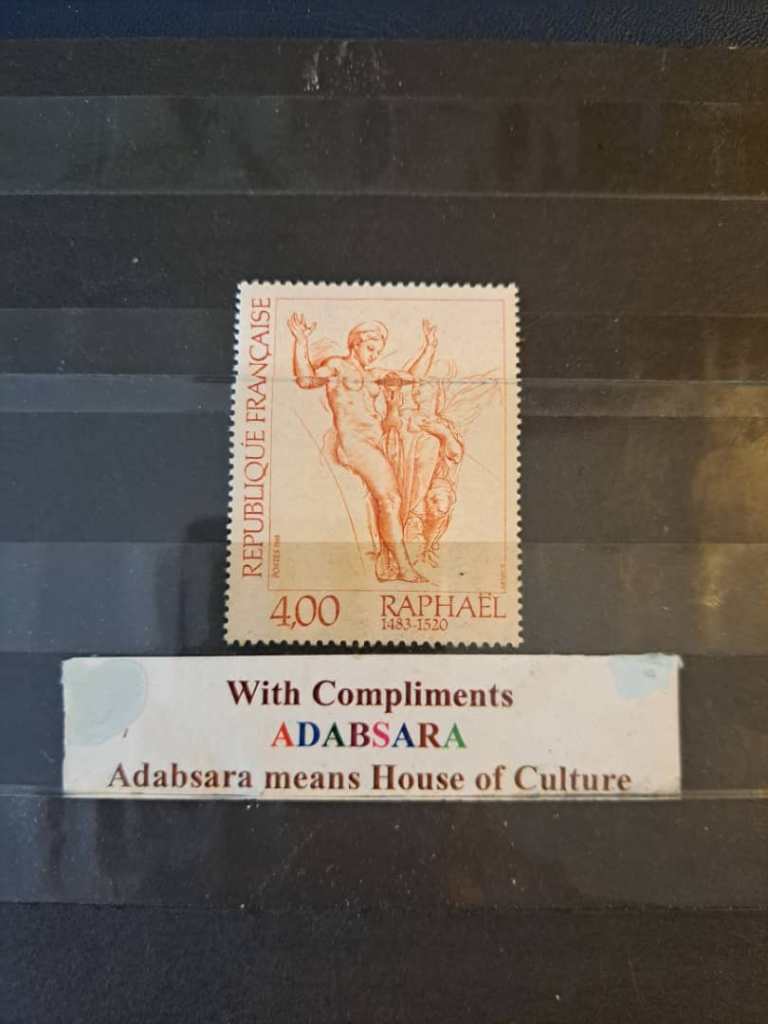 REPUBLIQUE FRANÇAISE
4,00
RAPHAËL
1483-1520
With Compliments
ADABSARA
Adabsara means House of Culture